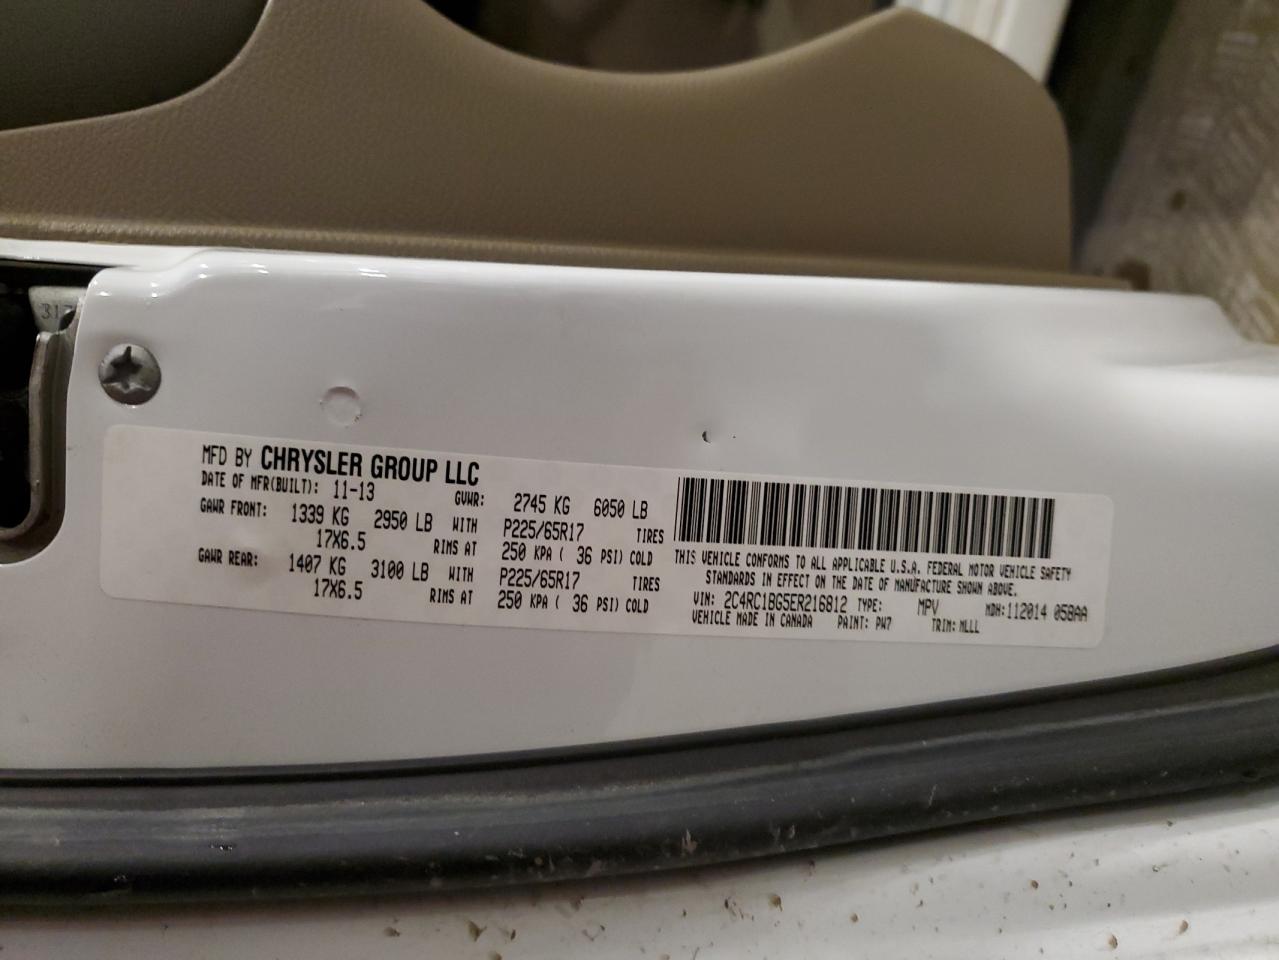 317
MFD BY CHRYSLER GROUP LLC
DATE OF MFR(BUILT): 11-13 GVWR: 2745 KG 6050 LB
GAWR FRONT: 1339 KG 2950 LB WITH P225/65R17 TIRES
17X6.5 RIMS AT 250 KPA ( 36 PSI) COLD
GAWR REAR: 1407 KG 3100 LB WITH P225/65R17 TIRES
17X6.5 RIMS AT 250 KPA ( 36 PSI) COLD
THIS VEHICLE CONFORMS TO ALL APPLICABLE U.S.A. FEDERAL MOTOR VEHICLE SAFETY
STANDARDS IN EFFECT ON THE DATE OF MANUFACTURE SHOWN ABOVE.
VIN: 2C4RC1BG5ER216812 TYPE: MPV MDH:112014 058AA
VEHICLE MADE IN CANADA PAINT: PW7 TRIM: MLLL